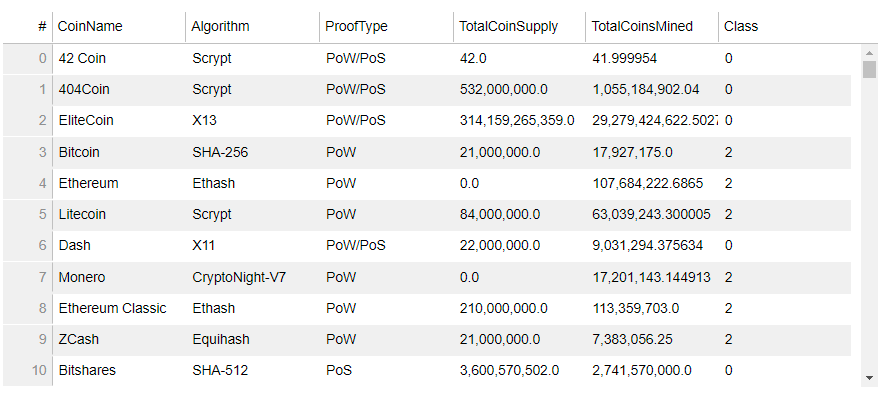 # CoinName Algorithm ProofType TotalCoinSupply TotalCoinsMined Class
0 42 Coin Scrypt PoW/PoS 42.0 41.999954 0
1 404Coin Scrypt PoW/PoS 532,000,000.0 1,055,184,902.04 0
2 EliteCoin X13 PoW/PoS 314,159,265,359.0 29,279,424,622.5027 0
3 Bitcoin SHA-256 PoW 21,000,000.0 17,927,175.0 2
4 Ethereum Ethash PoW 0.0 107,684,222.6865 2
5 Litecoin Scrypt PoW 84,000,000.0 63,039,243.300005 2
6 Dash X11 PoW/PoS 22,000,000.0 9,031,294.375634 0
7 Monero CryptoNight-V7 PoW 0.0 17,201,143.144913 2
8 Ethereum Classic Ethash PoW 210,000,000.0 113,359,703.0 2
9 ZCash Equihash PoW 21,000,000.0 7,383,056.25 2
10 Bitshares SHA-512 PoS 3,600,570,502.0 2,741,570,000.0 0